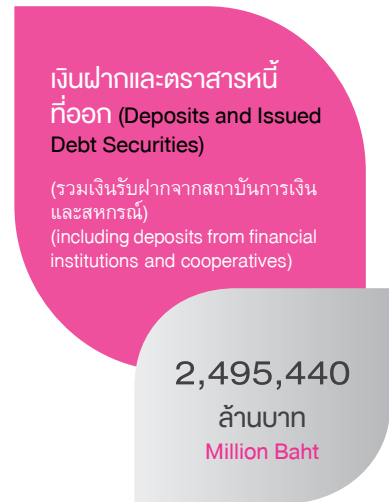 เงินฝากและตราสารหนี้
ที่ออก (Deposits and Issued
Debt Securities)
(รวมเงินรับฝากจากสถาบันการเงิน
และสหกรณ์)
(including deposits from financial
institutions and cooperatives)
2,495,440
ล้านบาท
Million Baht